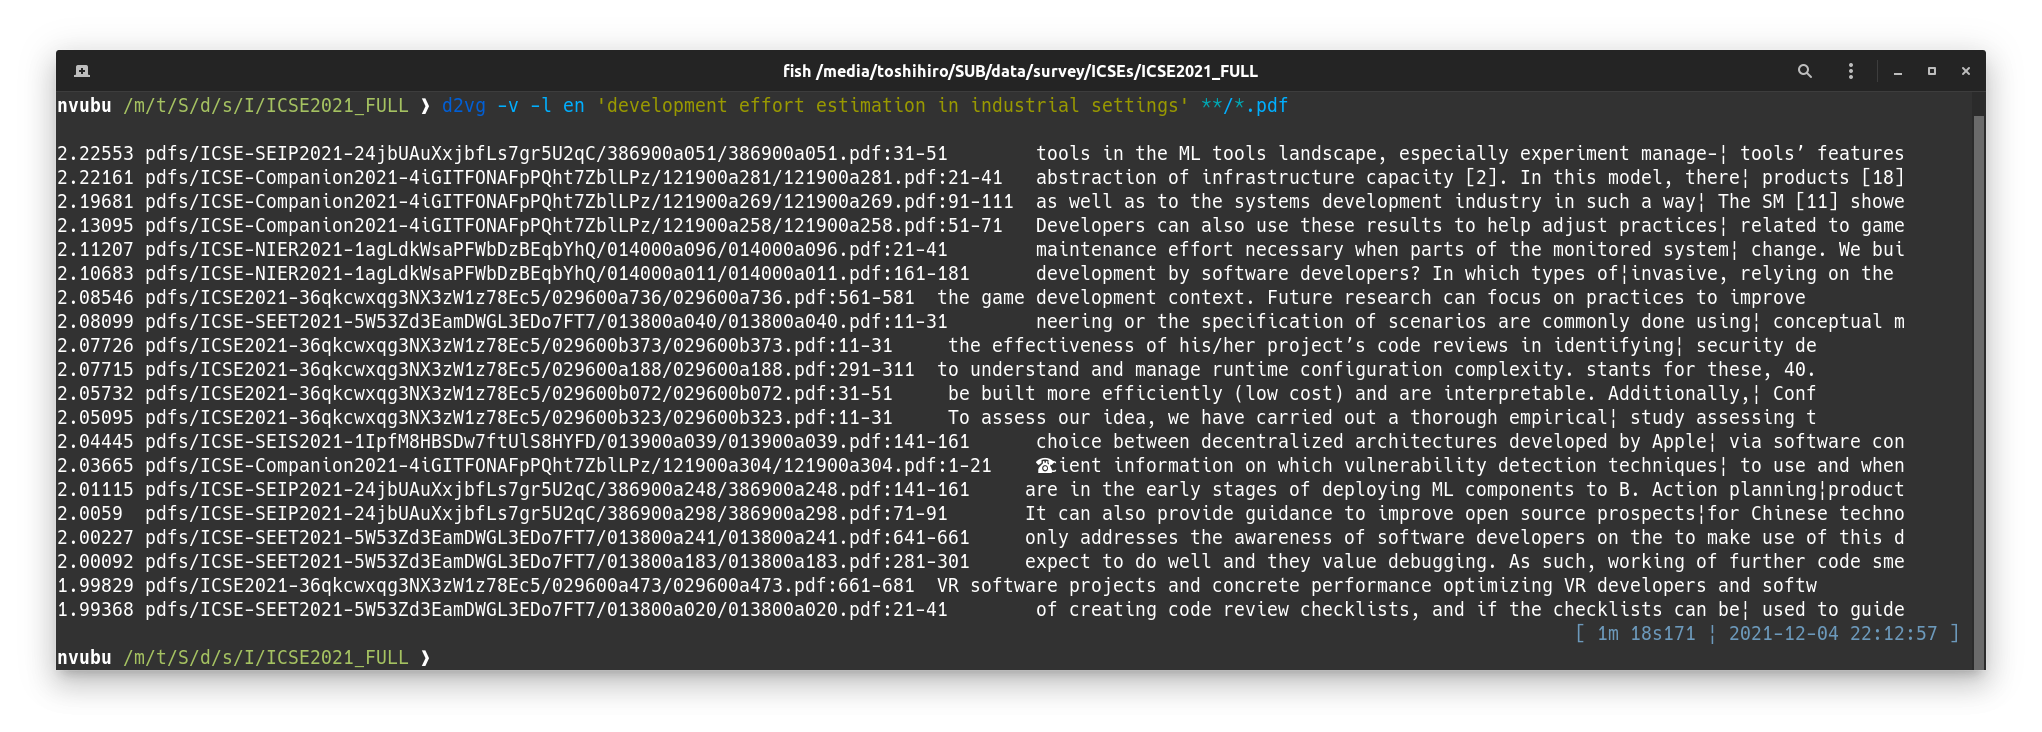 fish /media/toshihiro/SUB/data/survey/ICSEs/ICSE2021_FULL
nvubu /m/t/S/d/s/I/ICSE2021_FULL ❱ d2vg -v -l en 'development effort estimation in industrial settings' **/*.pdf
2.22553 pdfs/ICSE-SEIP2021-24jbUAuXxjbfLs7gr5U2qC/386900a051/386900a051.pdf:31-51 tools in the ML tools landscape, especially experiment manage-¦ tools’ features
2.22161 pdfs/ICSE-Companion2021-4iGITFONAFpPQht7ZblLPz/121900a281/121900a281.pdf:21-41 abstraction of infrastructure capacity [2]. In this model, there¦ products [18]
2.19681 pdfs/ICSE-Companion2021-4iGITFONAFpPQht7ZblLPz/121900a269/121900a269.pdf:91-111 as well as to the systems development industry in such a way¦ The SM [11] showe
2.13095 pdfs/ICSE-Companion2021-4iGITFONAFpPQht7ZblLPz/121900a258/121900a258.pdf:51-71 Developers can also use these results to help adjust practices¦ related to game
2.11207 pdfs/ICSE-NIER2021-1agLdkWsaPFWbDzBEqbYhQ/014000a096/014000a096.pdf:21-41 maintenance effort necessary when parts of the monitored system¦ change. We bui
2.10683 pdfs/ICSE-NIER2021-1agLdkWsaPFWbDzBEqbYhQ/014000a011/014000a011.pdf:161-181 development by software developers? In which types of¦invasive, relying on the
2.08546 pdfs/ICSE2021-36qkcwxqg3NX3zW1z78Ec5/029600a736/029600a736.pdf:561-581 the game development context. Future research can focus on practices to improve
2.08099 pdfs/ICSE-SEET2021-5W53Zd3EamDWGL3EDo7FT7/013800a040/013800a040.pdf:11-31 neering or the specification of scenarios are commonly done using¦ conceptual m
2.07726 pdfs/ICSE2021-36qkcwxqg3NX3zW1z78Ec5/029600b373/029600b373.pdf:11-31 the effectiveness of his/her project’s code reviews in identifying¦ security de
2.07715 pdfs/ICSE2021-36qkcwxqg3NX3zW1z78Ec5/029600a188/029600a188.pdf:291-311 to understand and manage runtime configuration complexity. stants for these, 40.
2.05732 pdfs/ICSE2021-36qkcwxqg3NX3zW1z78Ec5/029600b072/029600b072.pdf:31-51 be built more efficiently (low cost) and are interpretable. Additionally,¦ Conf
2.05095 pdfs/ICSE2021-36qkcwxqg3NX3zW1z78Ec5/029600b323/029600b323.pdf:11-31 To assess our idea, we have carried out a thorough empirical¦ study assessing t
2.04445 pdfs/ICSE-SEIS2021-1IpfM8HBSDw7ftUlS8HYFD/013900a039/013900a039.pdf:141-161 choice between decentralized architectures developed by Apple¦ via software con
2.03665 pdfs/ICSE-Companion2021-4iGITFONAFpPQht7ZblLPz/121900a304/121900a304.pdf:1-21 ☎cient information on which vulnerability detection techniques¦ to use and when
2.01115 pdfs/ICSE-SEIP2021-24jbUAuXxjbfLs7gr5U2qC/386900a248/386900a248.pdf:141-161 are in the early stages of deploying ML components to B. Action planning¦product
2.0059 pdfs/ICSE-SEIP2021-24jbUAuXxjbfLs7gr5U2qC/386900a298/386900a298.pdf:71-91 It can also provide guidance to improve open source prospects¦for Chinese techno
2.00227 pdfs/ICSE-SEET2021-5W53Zd3EamDWGL3EDo7FT7/013800a241/013800a241.pdf:641-661 only addresses the awareness of software developers on the to make use of this d
2.00092 pdfs/ICSE-SEET2021-5W53Zd3EamDWGL3EDo7FT7/013800a183/013800a183.pdf:281-301 expect to do well and they value debugging. As such, working of further code sme
1.99829 pdfs/ICSE2021-36qkcwxqg3NX3zW1z78Ec5/029600a473/029600a473.pdf:661-681 VR software projects and concrete performance optimizing VR developers and softw
1.99368 pdfs/ICSE-SEET2021-5W53Zd3EamDWGL3EDo7FT7/013800a020/013800a020.pdf:21-41 of creating code review checklists, and if the checklists can be¦ used to guide
[ 1m 18s171 ¦ 2021-12-04 22:12:57 ]
nvubu /m/t/S/d/s/I/ICSE2021_FULL ❱